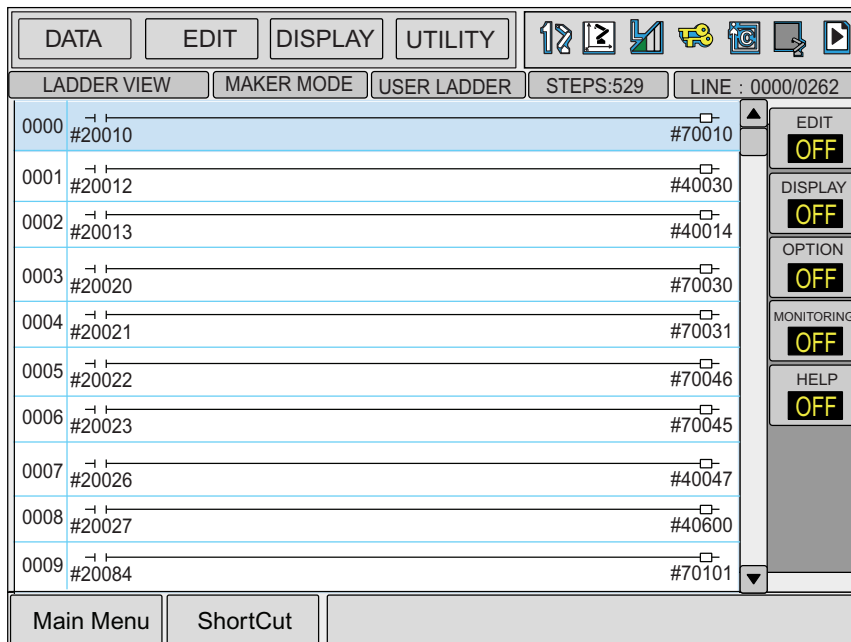 DATA EDIT DISPLAY UTILITY
LADDER VIEW MAKER MODE USER LADDER STEPS:529 LINE : 0000/0262
0000 #20010 #70010
0001 #20012 #40030
0002 #20013 #40014
0003 #20020 #70030
0004 #20021 #70031
0005 #20022 #70046
0006 #20023 #70045
0007 #20026 #40047
0008 #20027 #40600
0009 #20084 #70101
EDIT
OFF
DISPLAY
OFF
OPTION
OFF
MONITORING
OFF
HELP
OFF
Main Menu ShortCut